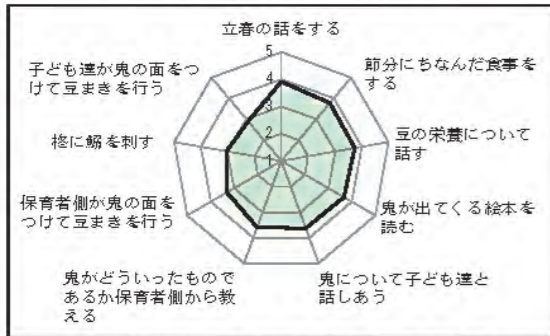 立春の話をする
節分にちなんだ食事を
する
豆の栄養について
話す
鬼が出てくる絵本を
読む
鬼について子ども達と
話しあう
鬼がどういったもので
あるか保育者側から教
える
保育者側が鬼の面を
つけて豆まきを行う
柊に鰯を刺す
子ども達が鬼の面をつ
けて豆まきを行う
5
4
3
2
1